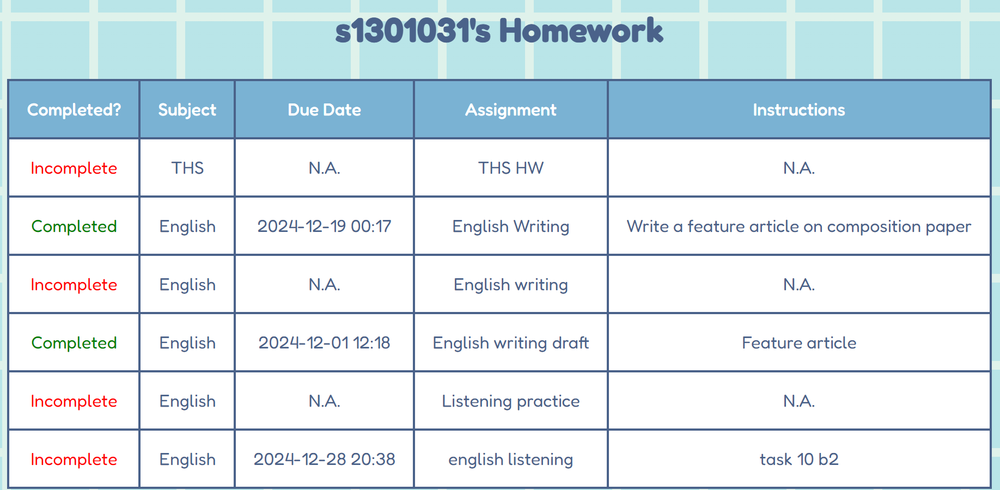 s1301031's Homework
Completed? Subject Due Date Assignment Instructions
Incomplete THS N.A. THS HW N.A.
Completed English 2024-12-19 00:17 English Writing Write a feature article on composition paper
Incomplete English N.A. English writing N.A.
Completed English 2024-12-01 12:18 English writing draft Feature article
Incomplete English N.A. Listening practice N.A.
Incomplete English 2024-12-28 20:38 english listening task 10 b2